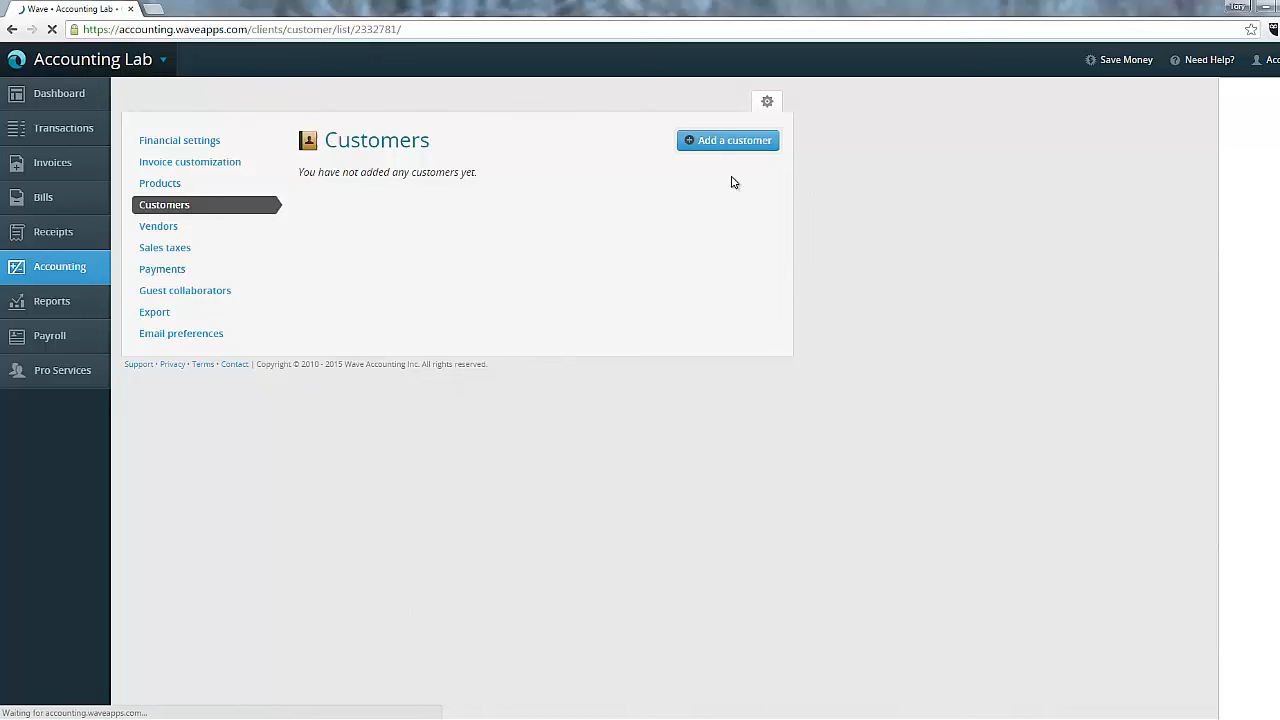 Wave • Accounting Lab •
Tory
https://accounting.waveapps.com/clients/customer/list/2332781/
Accounting Lab
Save Money
Need Help?
Acc
Dashboard
Transactions
Invoices
Bills
Receipts
Accounting
Reports
Payroll
Pro Services
Financial settings
Invoice customization
Products
Customers
Vendors
Sales taxes
Payments
Guest collaborators
Export
Email preferences
Customers
Add a customer
You have not added any customers yet.
Support • Privacy • Terms • Contact | Copyright © 2010 - 2015 Wave Accounting Inc. All rights reserved.
Waiting for accounting.waveapps.com...